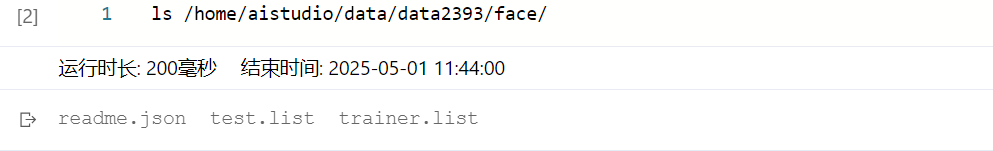 [2] 1 ls /home/aistudio/data/data2393/face/
运行时长: 200毫秒 结束时间: 2025-05-01 11:44:00
readme.json test.list trainer.list